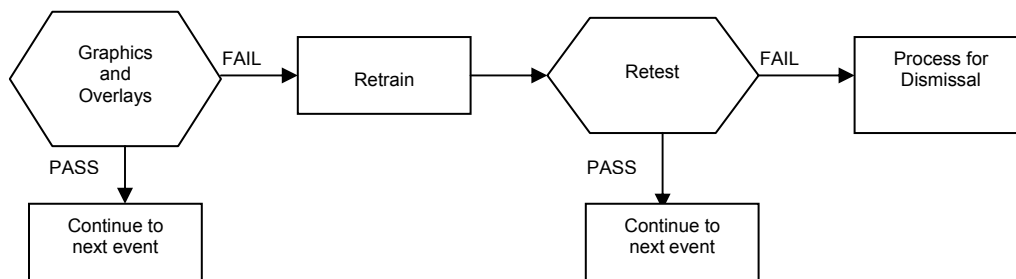 Graphics
and
Overlays
FAIL
Retrain
Retest
FAIL
Process for
Dismissal
PASS
PASS
Continue to
next event
Continue to
next event